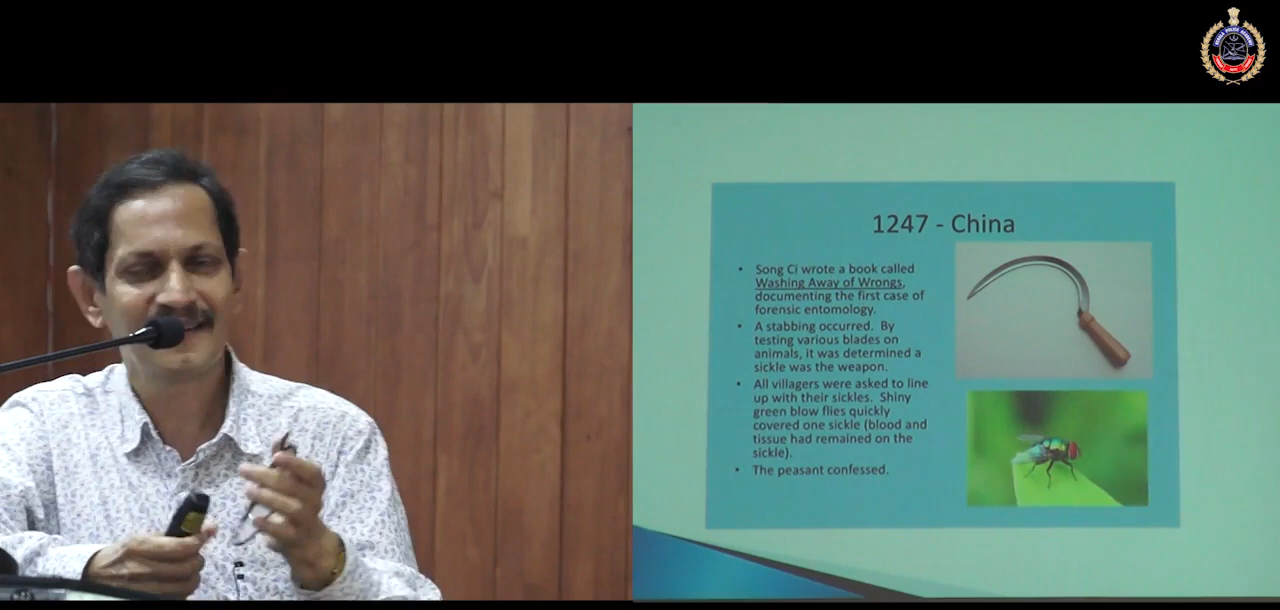 1247 - China
• Song Ci wrote a book called
Washing Away of Wrongs,
documenting the first case of
forensic entomology.
• A stabbing occurred. By
testing various blades on
animals, it was determined a
sickle was the weapon.
• All villagers were asked to line
up with their sickles. Shiny
green blow flies quickly
covered one sickle (blood and
tissue had remained on the
sickle).
• The peasant confessed.